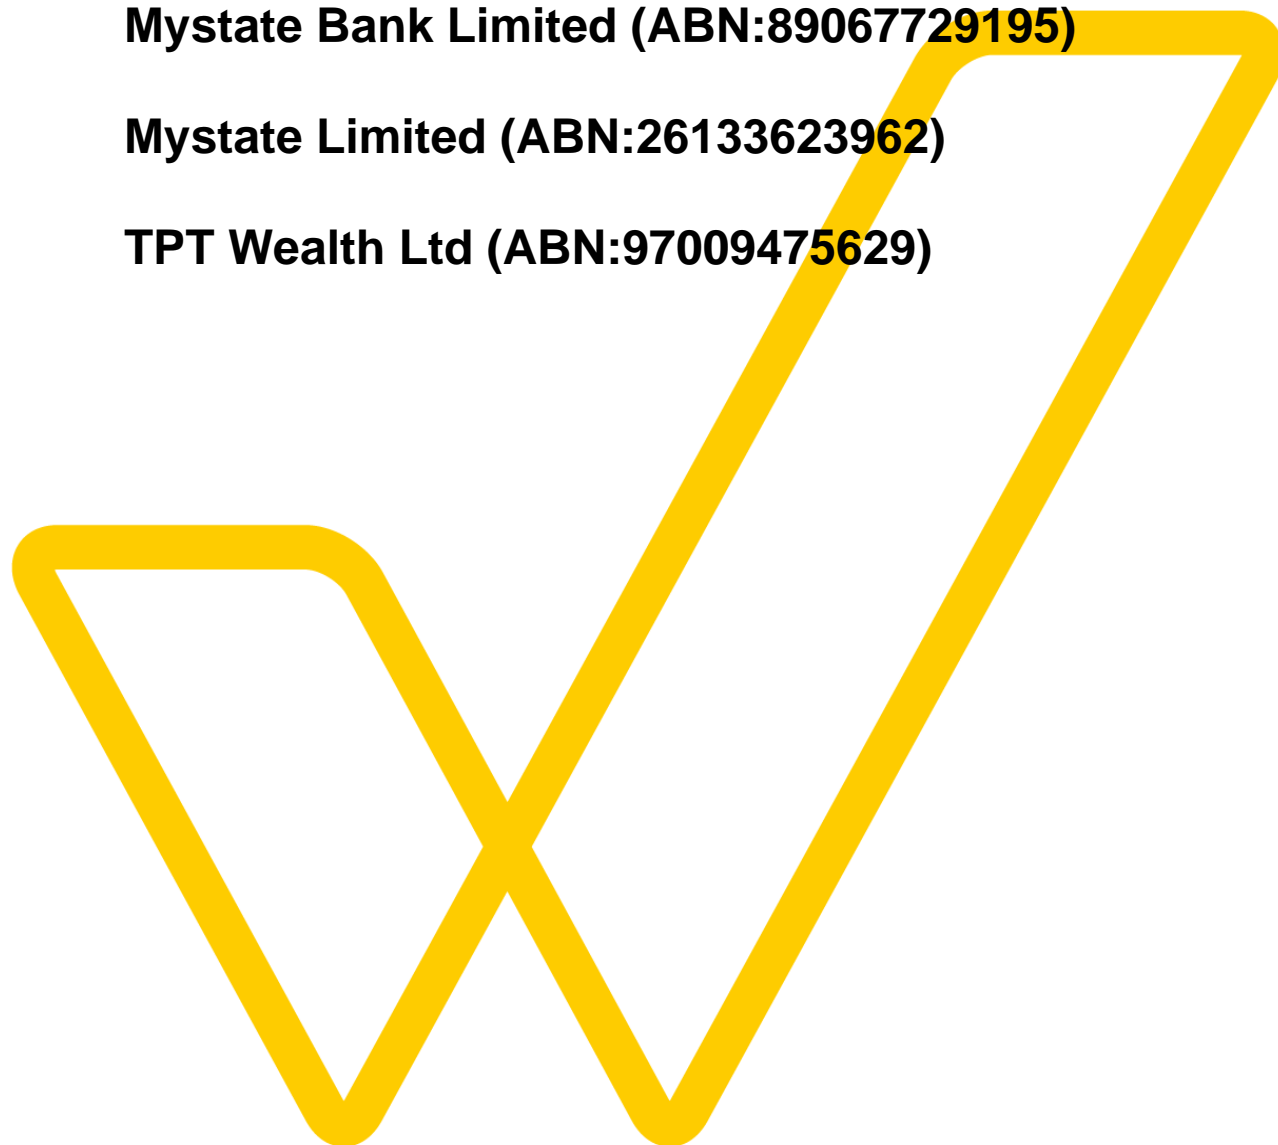 Mystate Bank Limited (ABN:89067729195)
Mystate Limited (ABN:26133623962)
TPT Wealth Ltd (ABN:97009475629)